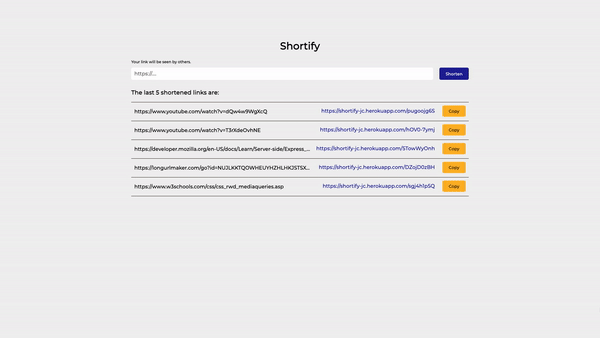 Shortify
Your link will be seen by others.
https://...
Shorten
The last 5 shortened links are:
https://www.youtube.com/watch?v=dQw4w9WgXcQ https://shortify-jc.herokuapp.com/pugoojg65 Copy
https://www.youtube.com/watch?v=T3rXdeOvhNE https://shortify-jc.herokuapp.com/hOV0-7ymj Copy
https://developer.mozilla.org/en-US/docs/Learn/Server-side/Express_... https://shortify-jc.herokuapp.com/5TowWyOnh Copy
https://longurlmaker.com/go?id=NUJLKKTQOWHEUYHZHLHKJSTSX... https://shortify-jc.herokuapp.com/DZojD0z8H Copy
https://www.w3schools.com/css/css_rwd_mediaqueries.asp https://shortify-jc.herokuapp.com/sgj4h1p5Q Copy